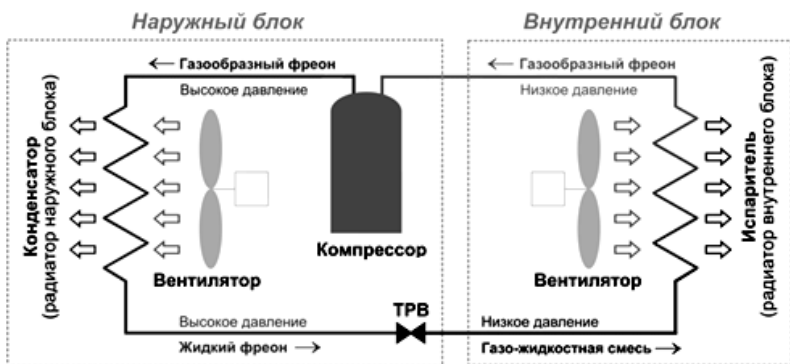 Наружный блок
Внутренний блок
← Газообразный фреон
Высокое давление
← Газообразный фреон
Низкое давление
Конденсатор
(радиатор наружного блока)
Вентилятор
Компрессор
Вентилятор
Испаритель
(радиатор внутреннего блока)
ТРВ
Высокое давление
Жидкий фреон →
Низкое давление
Газо-жидкостная смесь →